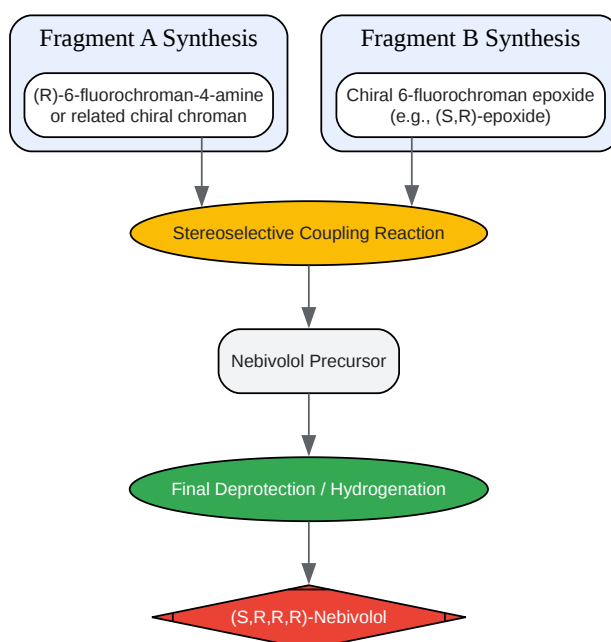 Fragment A Synthesis
(R)-6-fluorochroman-4-amine
or related chiral chroman
Fragment B Synthesis
Chiral 6-fluorochroman epoxide
(e.g., (S,R)-epoxide)
Stereoselective Coupling Reaction
Nebivolol Precursor
Final Deprotection / Hydrogenation
(S,R,R,R)-Nebivolol